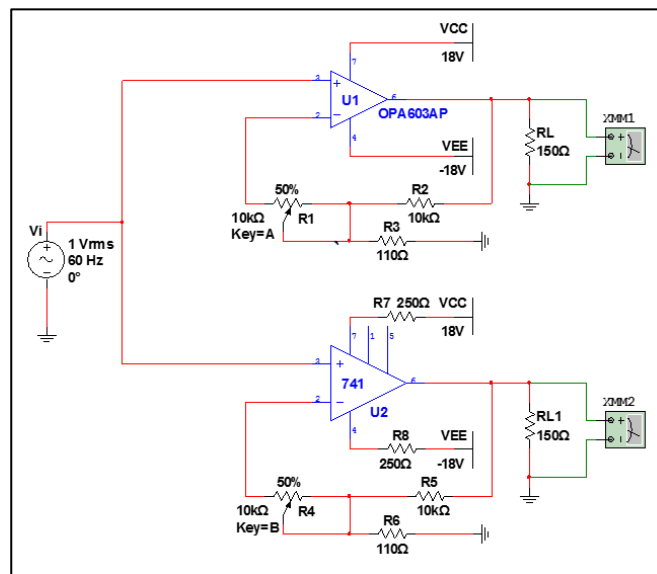 VCC
18V
7
3
U1
6
OPA603AP
2
4
VEE
-18V
RL
150Ω
XMM1
50%
R2
10kΩ
R1
10kΩ
Key=A
R3
110Ω
Vi
1 Vrms
60 Hz
0°
R7 250Ω
VCC
18V
7
1
5
3
741
6
2
U2
4
R8
250Ω
VEE
-18V
RL1
150Ω
XMM2
50%
R5
10kΩ
R4
10kΩ
Key=B
R6
110Ω